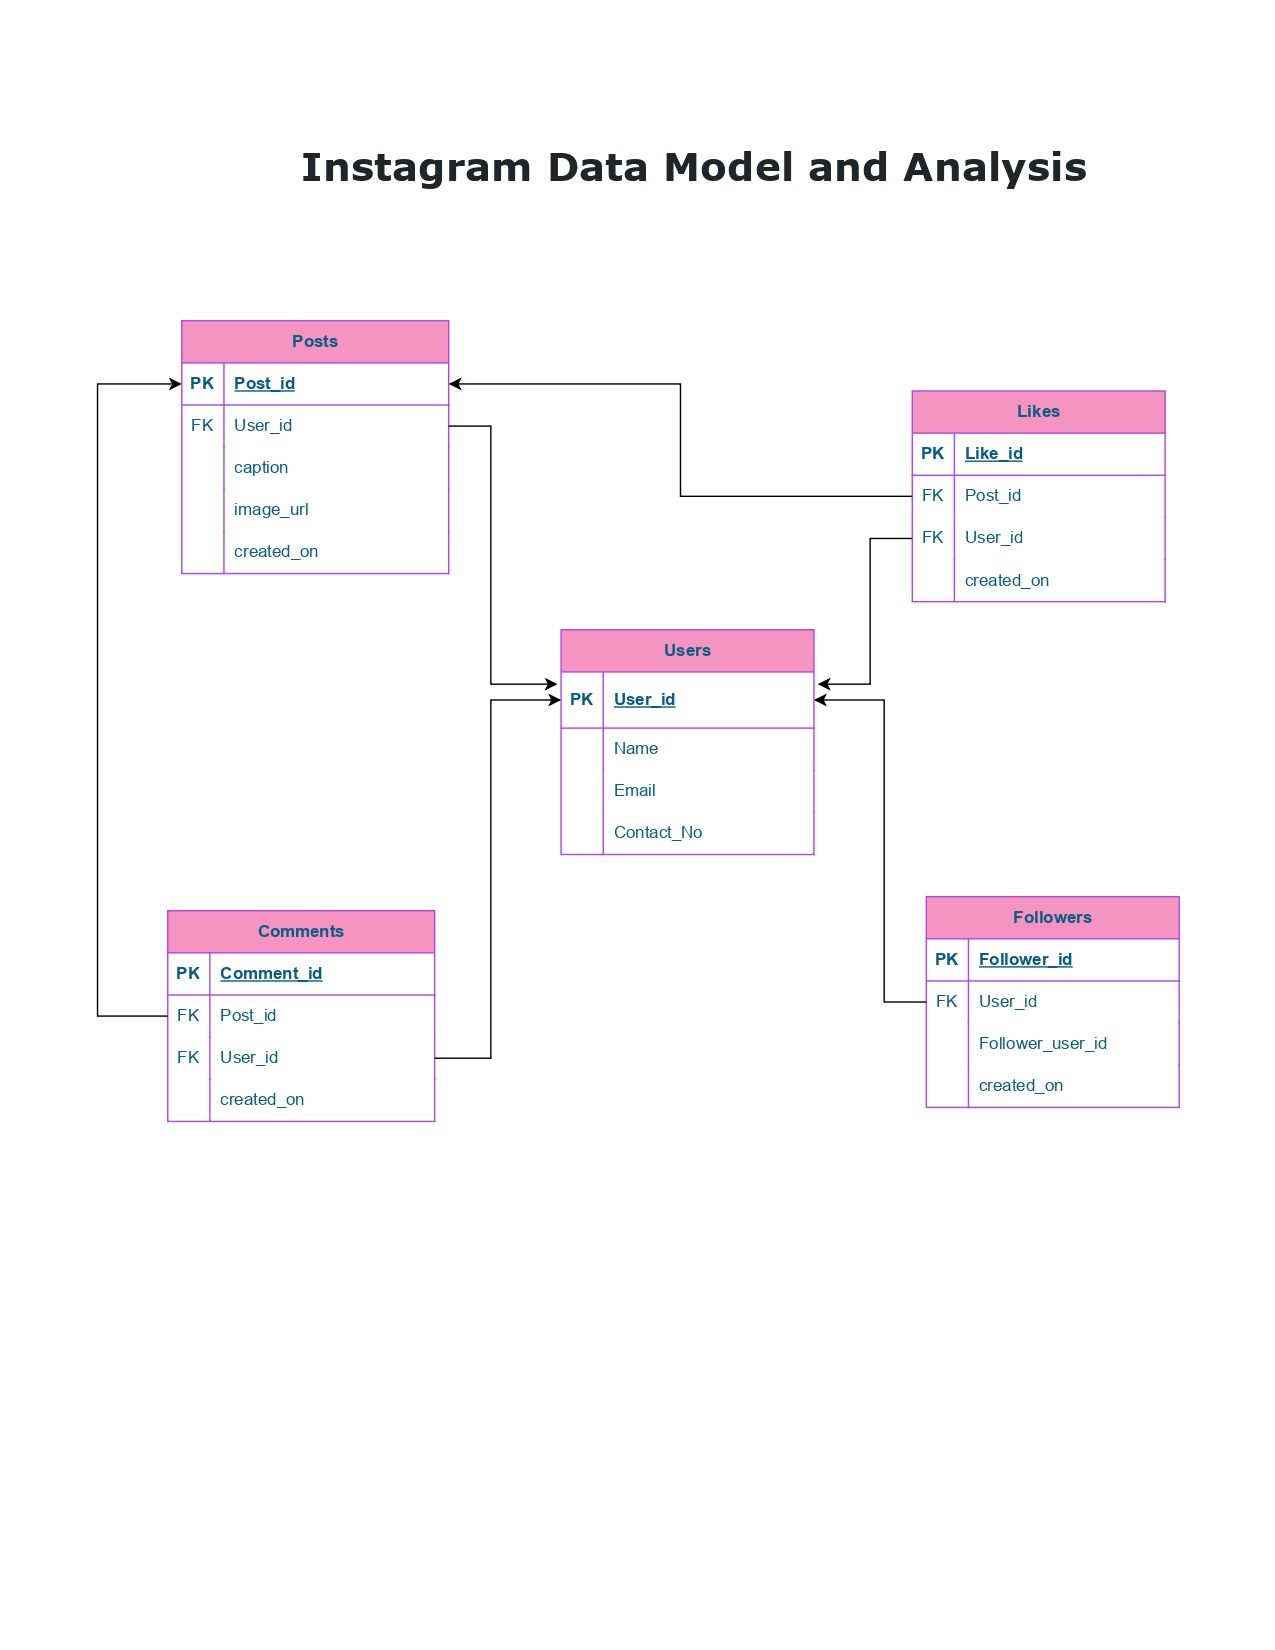 Instagram Data Model and Analysis
Posts
PK Post_id
FK User_id
caption
image_url
created_on
Likes
PK Like_id
FK Post_id
FK User_id
created_on
Users
PK User_id
Name
Email
Contact_No
Comments
PK Comment_id
FK Post_id
FK User_id
created_on
Followers
PK Follower_id
FK User_id
Follower_user_id
created_on